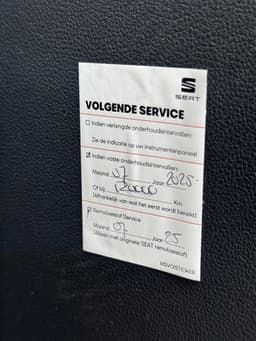 SEAT
VOLGENDE SERVICE
Indien verlengde onderhoudsintervallen:
Zie de indicatie op uw instrumentenpaneel
Indien vaste onderhoudsintervallen:
Maand: 07 Jaar: 2025
Of bij Km.
(Afhankelijk van wat het eerst wordt bereikt)
Remvloeistof Service
Maand: 07 Jaar: 25
(Alleen met originele SEAT remvloeistof)